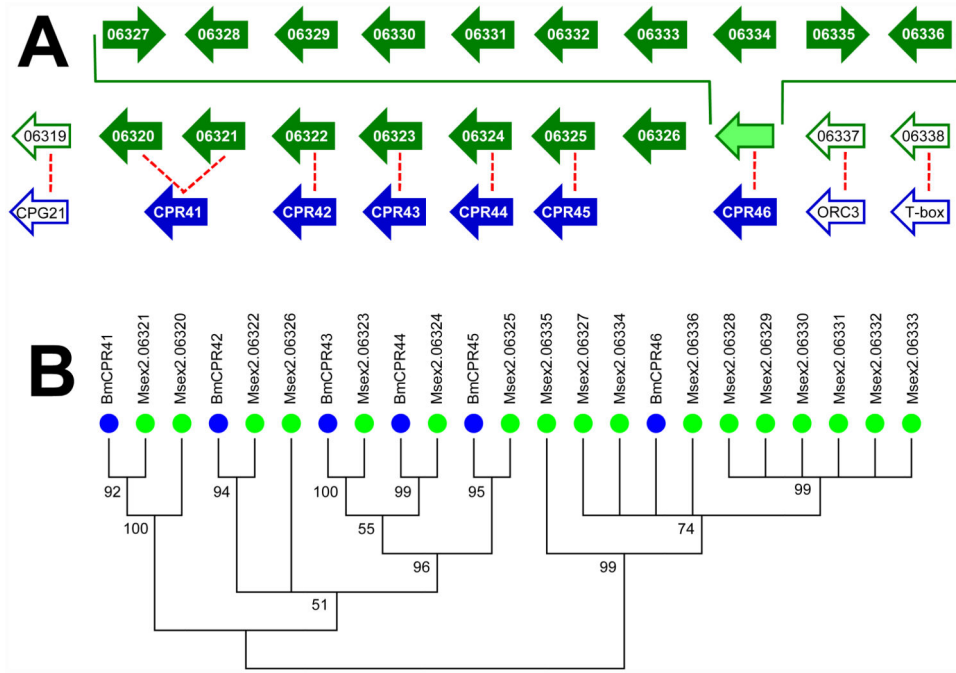 A
06327 06328 06329 06330 06331 06332 06333 06334 06335 06336
06319 06320 06321 06322 06323 06324 06325 06326 06337 06338
CPG21 CPR41 CPR42 CPR43 CPR44 CPR45 CPR46 ORC3 T-box
B
BmCPR41
Msex2.06321
Msex2.06320
BmCPR42
Msex2.06322
Msex2.06326
BmCPR43
Msex2.06323
BmCPR44
Msex2.06324
BmCPR45
Msex2.06325
Msex2.06335
Msex2.06327
Msex2.06334
BmCPR46
Msex2.06336
Msex2.06328
Msex2.06329
Msex2.06330
Msex2.06331
Msex2.06332
Msex2.06333
92 94 100 99 95 99
100 55 74
96 99
51